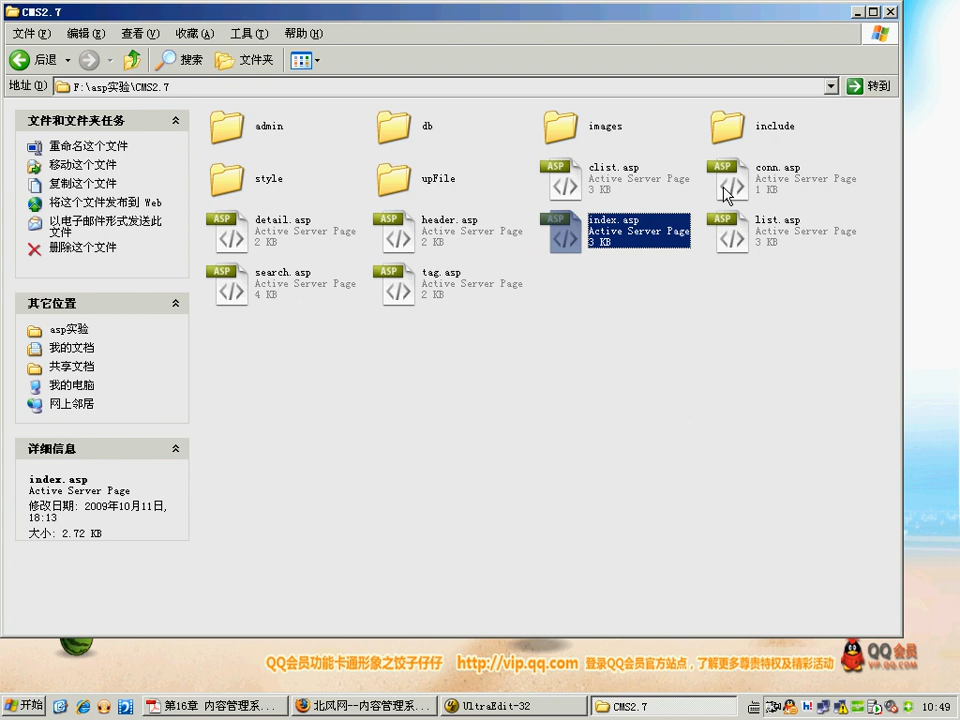 CMS2.7
文件(F) 编辑(E) 查看(V) 收藏(A) 工具(T) 帮助(H)
后退 搜索 文件夹
地址(D) F:\asp实验\CMS2.7 转到
文件和文件夹任务
重命名这个文件
移动这个文件
复制这个文件
将这个文件发布到 Web
以电子邮件形式发送此
文件
删除这个文件
其它位置
asp实验
我的文档
共享文档
我的电脑
网上邻居
详细信息
index.asp
Active Server Page
修改日期: 2009年10月11日,
18:13
大小: 2.72 KB
admin
db
images
include
style
upFile
ASP
clist.asp
Active Server Page
3 KB
ASP
conn.asp
Active Server Page
1 KB
ASP
detail.asp
Active Server Page
2 KB
ASP
header.asp
Active Server Page
2 KB
ASP
index.asp
Active Server Page
3 KB
ASP
list.asp
Active Server Page
3 KB
ASP
search.asp
Active Server Page
4 KB
ASP
tag.asp
Active Server Page
2 KB
QQ会员功能卡通形象之饺子仔仔 http://vip.qq.com 登录QQ会员官方站点，了解更多尊贵特权及精彩活动
QQ会员
VIP.QQ.COM
开始 第16章 内容管理系... 北风网--内容管理系... UltraEdit-32 CMS2.7 10:49